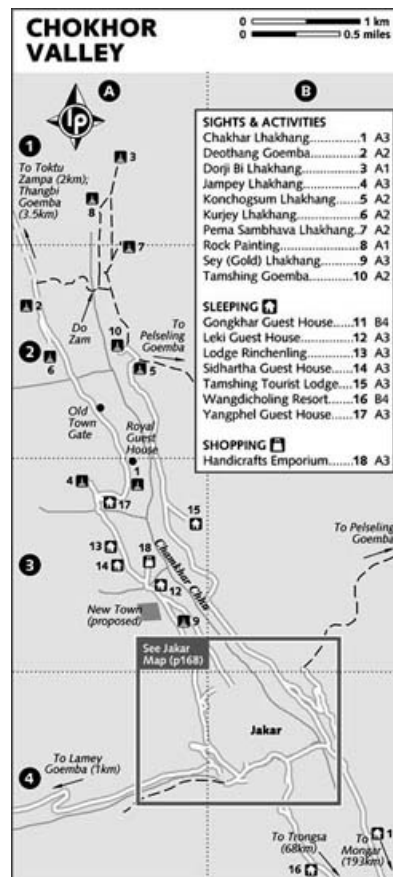 CHOKHOR
VALLEY
0 1 km
0 0.5 miles
A
B
lp
1
SIGHTS & ACTIVITIES
Chakhar Lhakhang..............1 A3
Deothang Goemba..............2 A2
Dorji Bi Lhakhang................3 A1
Jampey Lhakhang...............4 A3
Konchogsum Lhakhang......5 A2
Kurjey Lhakhang.................6 A2
Pema Sambhava Lhakhang..7 A2
Rock Painting......................8 A1
Sey (Gold) Lhakhang...........9 A3
Tamshing Goemba............10 A2
SLEEPING
Gongkhar Guest House......11 B4
Leki Guest House...............12 A3
Lodge Rinchenling.............13 A3
Sidhartha Guest House......14 A3
Tamshing Tourist Lodge.....15 A3
Wangdicholing Resort........16 B4
Yangphel Guest House.......17 A3
SHOPPING
Handicrafts Emporium.......18 A3
To Toktu
Zampa (2km);
Thangbi
Goemba
(3.5km)
3
8
7
2
Do
Zam
10
To
Pelseling
Goemba
2
6
5
Old
Town
Gate
Royal
Guest
House
1
4
17
15
To Pelseling
Goemba
3
13
18
14
12
Chamkhar Chhu
New Town
(proposed)
9
See Jakar
Map (p168)
Jakar
To Lamey
Goemba (1km)
4
To Trongsa
(68km)
To
Mongar
(193km)
16